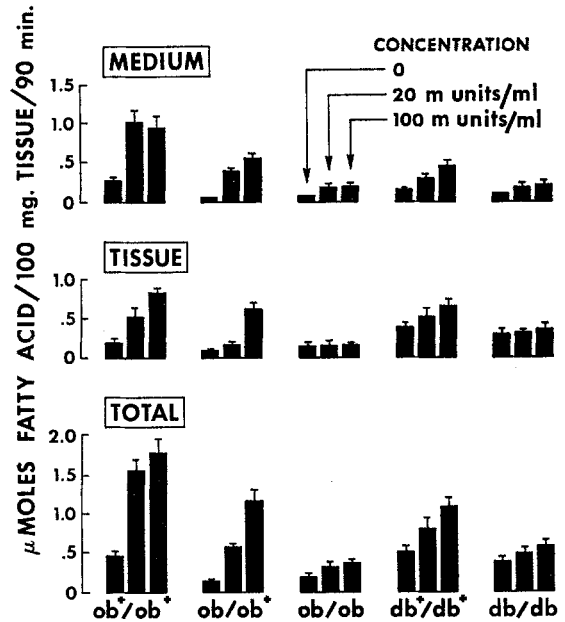 μ MOLES FATTY ACID/100 mg. TISSUE/90 min.
MEDIUM
CONCENTRATION
0
20 m units/ml
100 m units/ml
1.5
1.0
.5
0
TISSUE
1.0
.5
0
TOTAL
2.0
1.5
1.0
.5
0
ob⁺/ob⁺ ob/ob⁺ ob/ob db⁺/db⁺ db/db